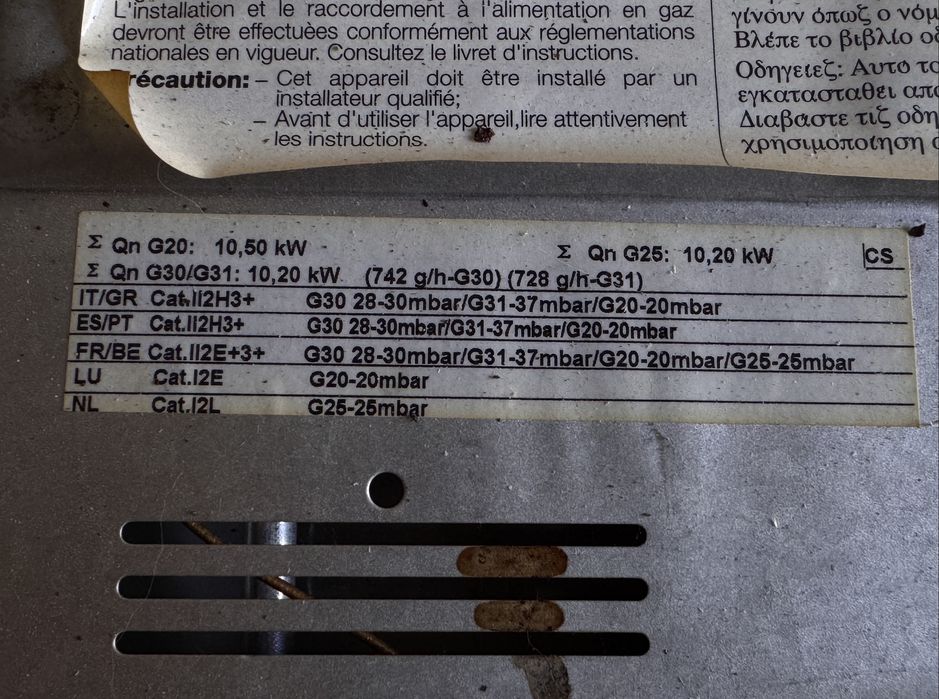 L'installation et le raccordement à l'alimentation en gaz
devront être effectuées conformément aux réglementations
nationales en vigueur. Consultez le livret d'instructions.
récaution: – Cet appareil doit être installé par un
installateur qualifié;
– Avant d'utiliser l'appareil,lire attentivement
les instructions.
γίνουν όπως ο νόμ
Βλέπε το βιβλίο οδ
Οδηγείεζ: Αυτο το
εγκατασταθεί απο
Διαβάστε τιζ οδη
χρησιμοποίηση
Σ Qn G20: 10,50 kW Σ Qn G25: 10,20 kW CS
Σ Qn G30/G31: 10,20 kW (742 g/h-G30) (728 g/h-G31)
IT/GR Cat.II2H3+ G30 28-30mbar/G31-37mbar/G20-20mbar
ES/PT Cat.II2H3+ G30 28-30mbar/G31-37mbar/G20-20mbar
FR/BE Cat.II2E+3+ G30 28-30mbar/G31-37mbar/G20-20mbar/G25-25mbar
LU Cat.I2E G20-20mbar
NL Cat.I2L G25-25mbar